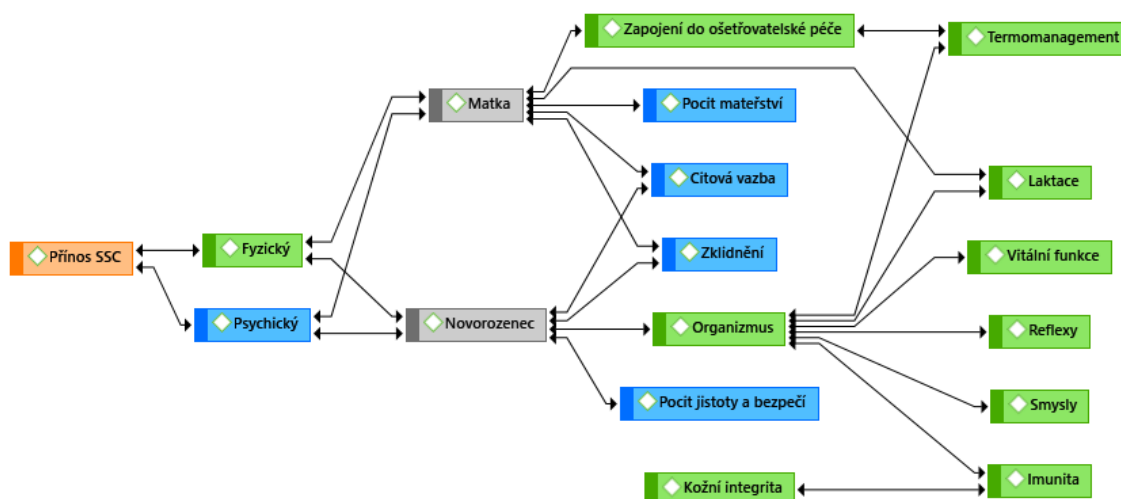 Zapojení do ošetřovatelské péče
Termomanagement
Matka
Pocit mateřství
Citová vazba
Laktace
Přínos SSC
Fyzický
Zklidnění
Vitální funkce
Psychický
Novorozenec
Organizmus
Reflexy
Pocit jistoty a bezpečí
Smysly
Kožní integrita
Imunita